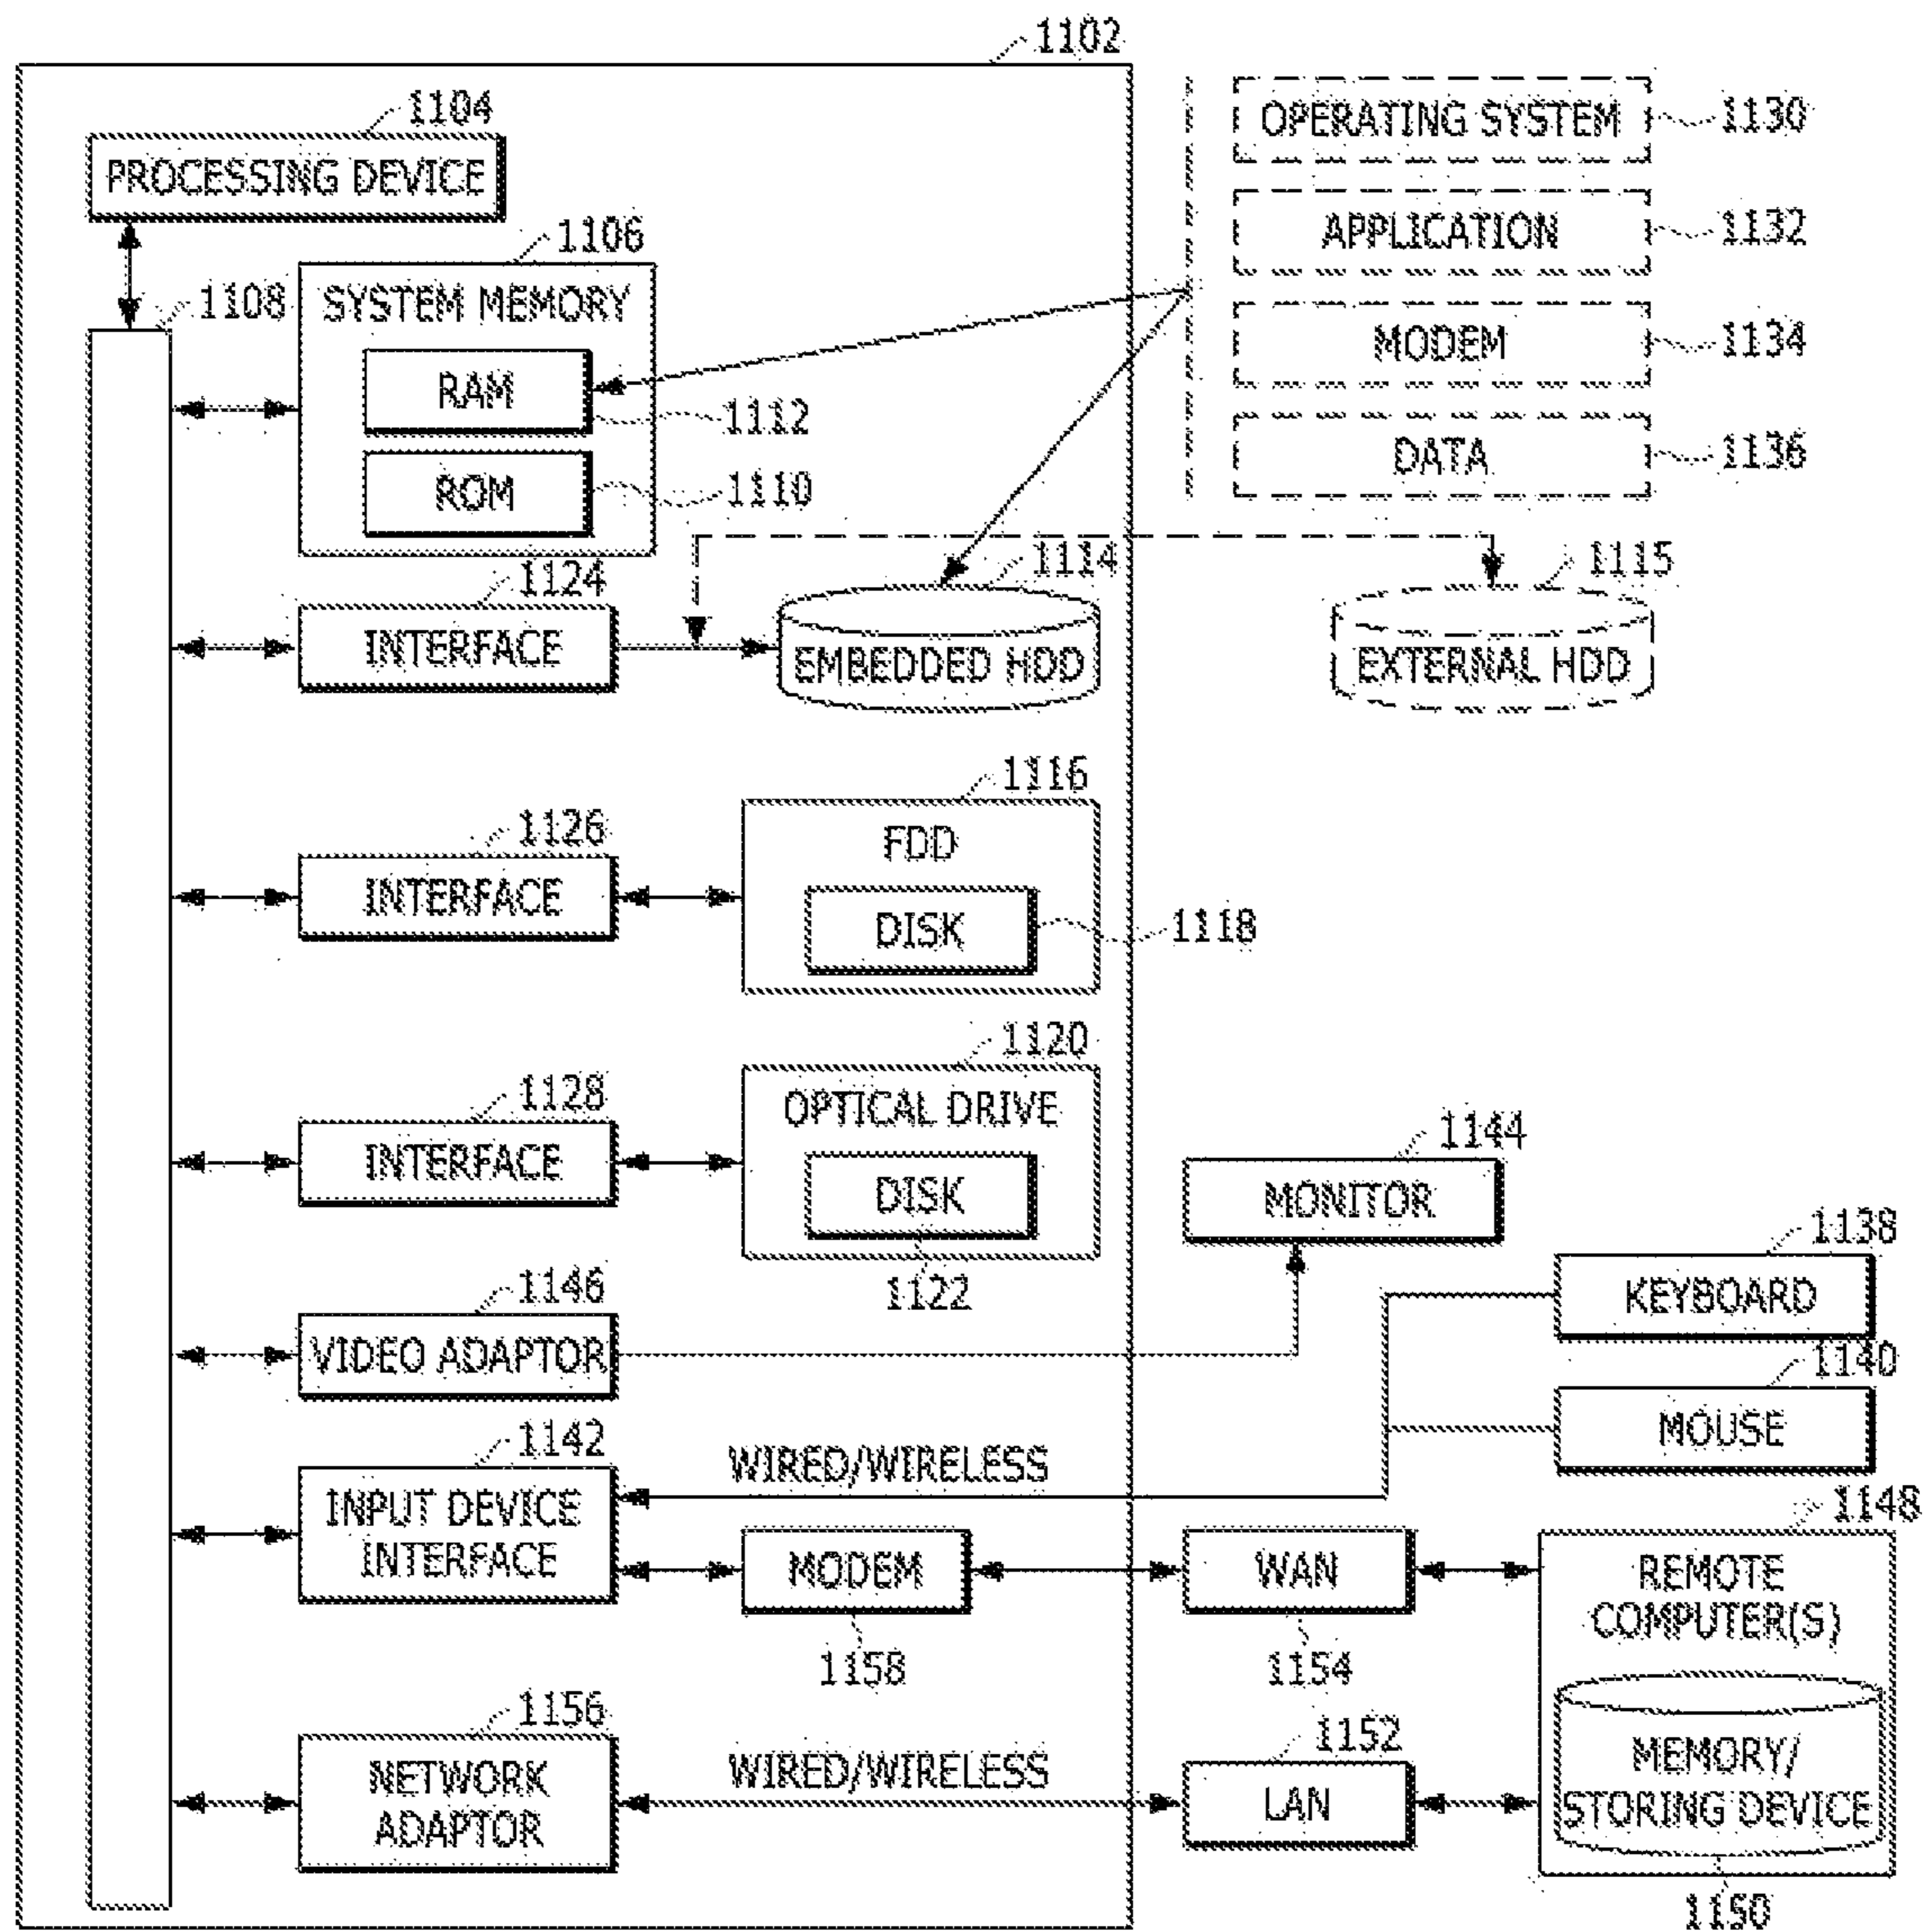 1102
1104
PROCESSING DEVICE
1106
1108
SYSTEM MEMORY
RAM
1112
ROM
1110
OPERATING SYSTEM
1130
APPLICATION
1132
MODEM
1134
DATA
1136
1124
INTERFACE
1114
EMBEDDED HDD
1115
EXTERNAL HDD
1126
INTERFACE
1116
FDD
DISK
1118
1128
INTERFACE
1120
OPTICAL DRIVE
DISK
1122
1144
MONITOR
1138
KEYBOARD
1146
VIDEO ADAPTOR
1140
MOUSE
1142
INPUT DEVICE
INTERFACE
WIRED/WIRELESS
MODEM
1158
WAN
1154
1148
REMOTE
COMPUTER(S)
MEMORY/
STORING DEVICE
1150
1156
NETWORK
ADAPTOR
WIRED/WIRELESS
1152
LAN